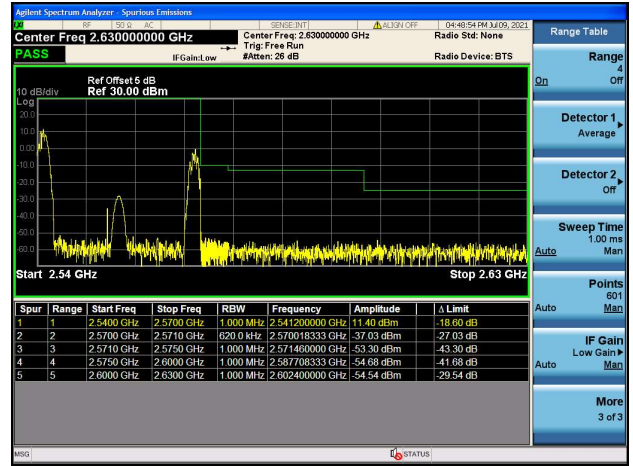 Agilent Spectrum Analyzer - Spurious Emissions
RF 50 Ω AC SENSE:INT ALIGN OFF 04:48:54 PM Jul 09, 2021
Center Freq 2.630000000 GHz Center Freq: 2.630000000 GHz Radio Std: None
Trig: Free Run
PASS IFGain:Low #Atten: 26 dB Radio Device: BTS
Ref Offset 5 dB
10 dB/div Ref 30.00 dBm
Log
20.0
10.0
0.00
-10.0
-20.0
-30.0
-40.0
-50.0
-60.0
Start 2.54 GHz Stop 2.63 GHz
Spur Range Start Freq Stop Freq RBW Frequency Amplitude Δ Limit
1 1 2.5400 GHz 2.5700 GHz 1.000 MHz 2.541200000 GHz 11.40 dBm -18.60 dB
2 2 2.5700 GHz 2.5710 GHz 620.0 kHz 2.570018333 GHz -37.03 dBm -27.03 dB
3 3 2.5710 GHz 2.5750 GHz 1.000 MHz 2.571460000 GHz -53.30 dBm -43.30 dB
4 4 2.5750 GHz 2.6000 GHz 1.000 MHz 2.587708333 GHz -54.68 dBm -41.68 dB
5 5 2.6000 GHz 2.6300 GHz 1.000 MHz 2.602400000 GHz -54.54 dBm -29.54 dB
MSG STATUS
Range Table
Range
4
On Off
Detector 1
Average
Detector 2
Off
Sweep Time
1.00 ms
Auto Man
Points
601
Auto Man
IF Gain
Low Gain
Auto Man
More
3 of 3